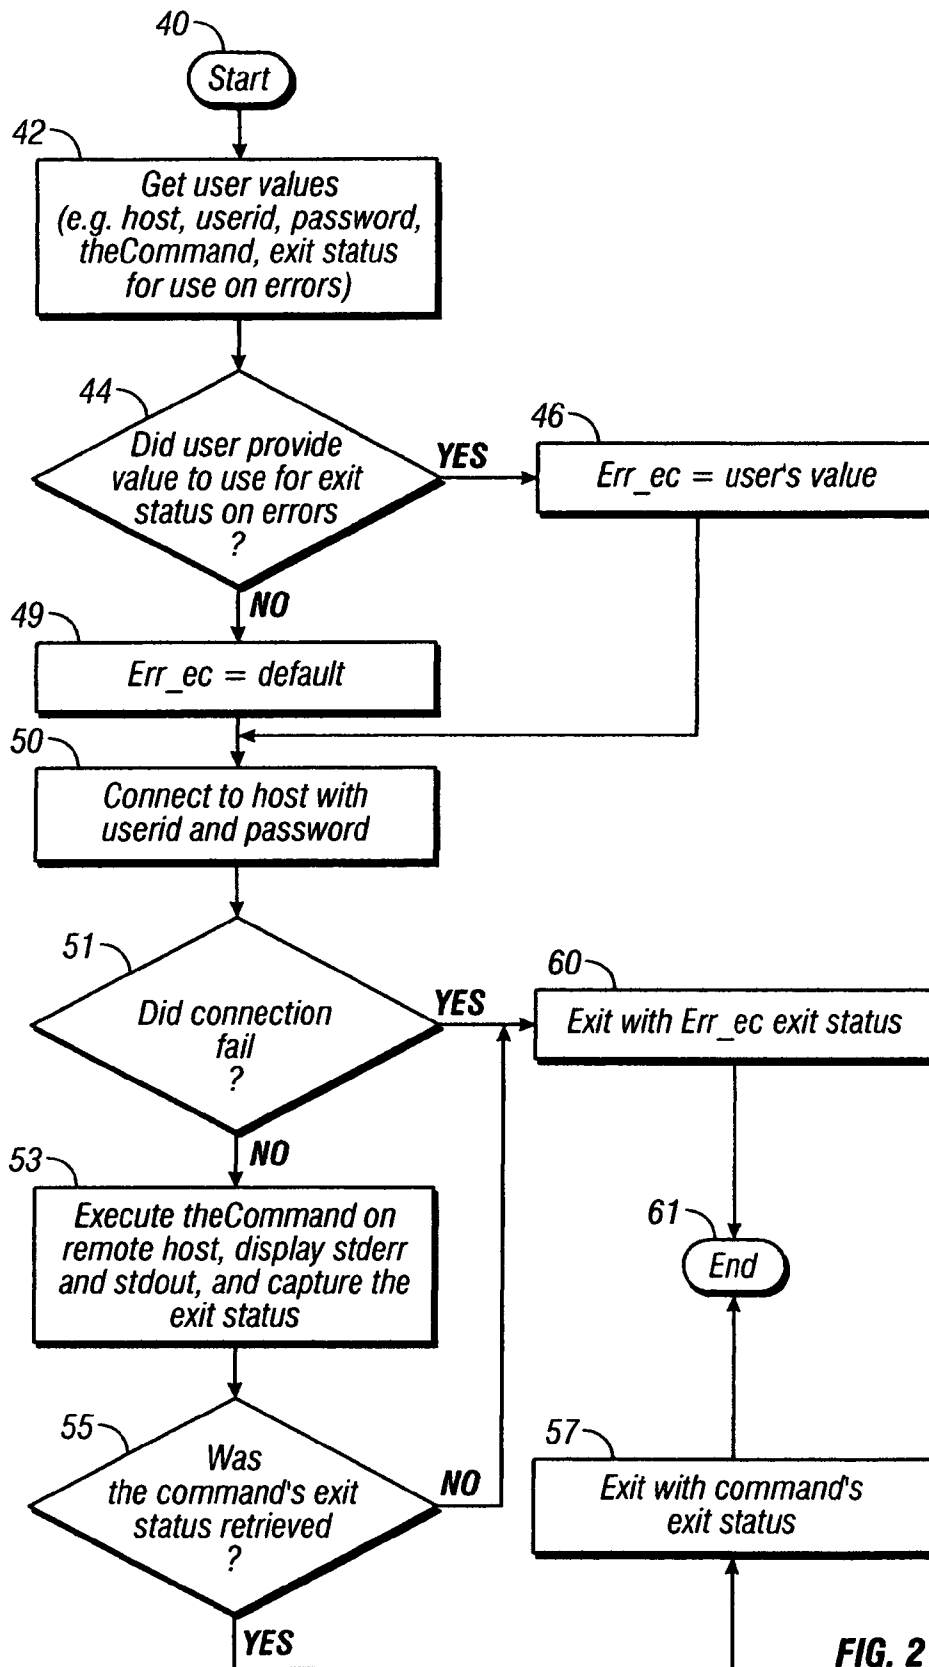 40
Start
42
Get user values
(e.g. host, userid, password,
theCommand, exit status
for use on errors)
44
Did user provide
value to use for exit
status on errors
?
YES
46
Err_ec = user's value
NO
49
Err_ec = default
50
Connect to host with
userid and password
51
Did connection
fail
?
YES
60
Exit with Err_ec exit status
NO
53
Execute theCommand on
remote host, display stderr
and stdout, and capture the
exit status
61
End
55
Was
the command's exit
status retrieved
?
NO
57
Exit with command's
exit status
YES
FIG. 2